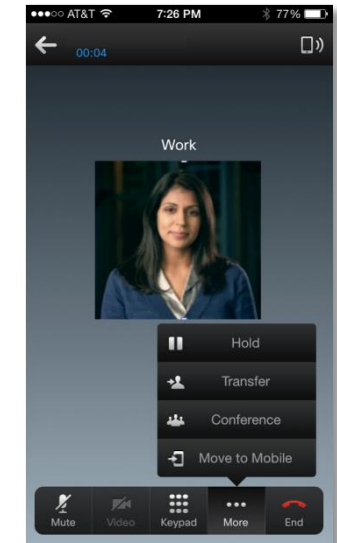 AT&T 7:26 PM 77%
00:04
Work
Hold
Transfer
Conference
Move to Mobile
Mute Video Keypad More End